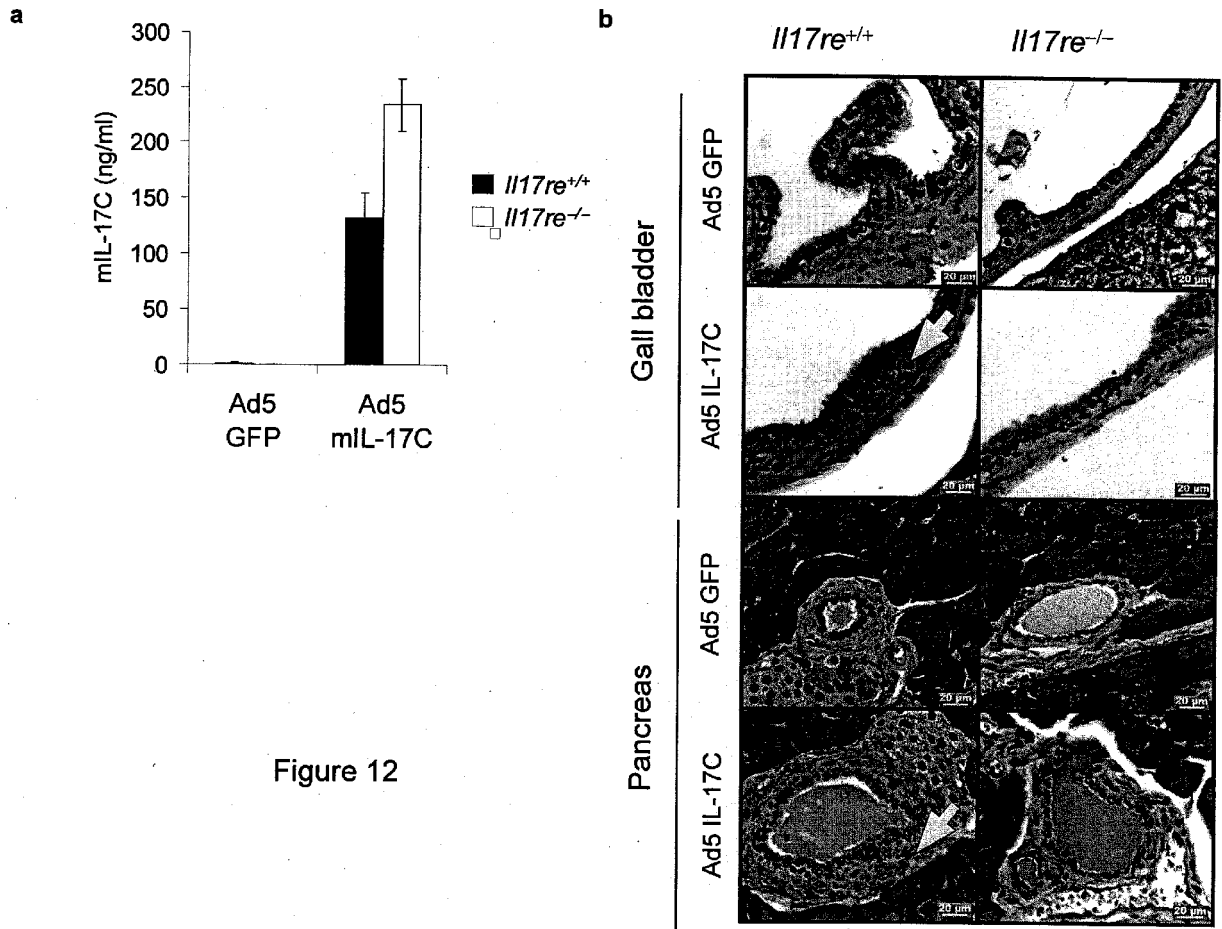 a
300
250
200
150
100
50
0
mIL-17C (ng/ml)
Ad5
GFP
Ad5
mIL-17C
Il17re+/+
Il17re–/–
Figure 12
b
Il17re+/+
Il17re–/–
Gall bladder
Ad5 GFP
20 µm
20 µm
Ad5 IL-17C
20 µm
20 µm
Pancreas
Ad5 GFP
20 µm
20 µm
Ad5 IL-17C
20 µm
20 µm